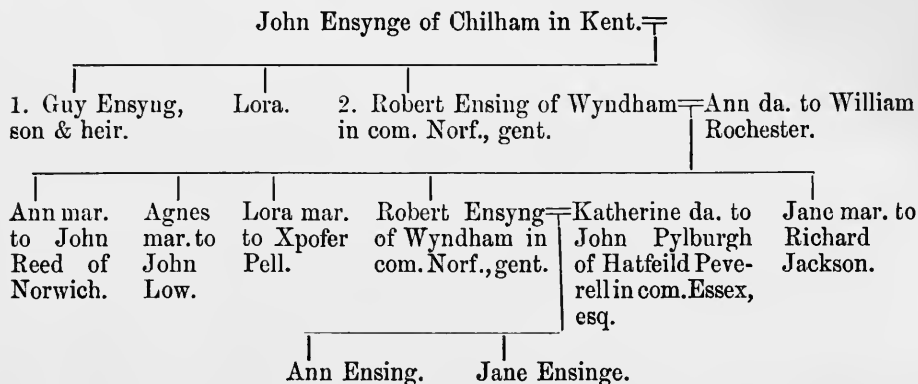 John Ensynge of Chilham in Kent.
1. Guy Ensyng,
son & heir.
Lora.
2. Robert Ensing of Wyndham
in com. Norf., gent.
Ann da. to William
Rochester.
Ann mar.
to John
Reed of
Norwich.
Agnes
mar. to
John
Low.
Lora mar.
to Xpofer
Pell.
Robert Ensyng
of Wyndham in
com. Norf., gent.
Katherine da. to
John Pylburgh
of Hatfeild Peve-
rell in com. Essex,
esq.
Jane mar. to
Richard
Jackson.
Ann Ensing.
Jane Ensinge.